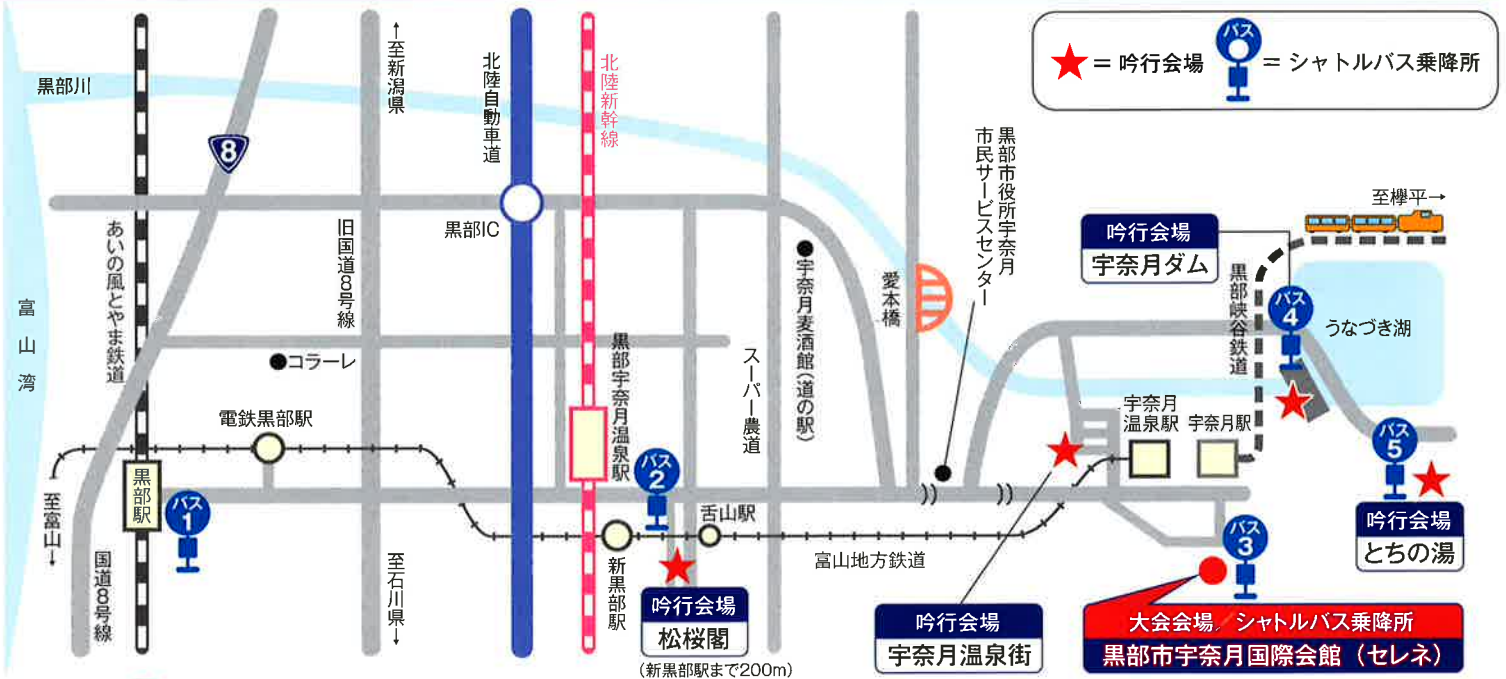 ★＝吟行会場
バス
＝シャトルバス乗降所
黒部川
富山湾
8
↑至新潟県
北陸自動車道
北陸新幹線
黒部IC
旧国道8号線
あいの風とやま鉄道
●コラーレ
電鉄黒部駅
黒部宇奈月温泉駅
スーパー農道
●宇奈月麦酒館(道の駅)
愛本橋
黒部市役所宇奈月
市民サービスセンター
吟行会場
宇奈月ダム
至欅平→
黒部峡谷鉄道
バス
4
うなづき湖
宇奈月
温泉駅
宇奈月駅
バス
5
吟行会場
とちの湯
黒部駅
バス
1
至富山↓
国道8号線
至石川県↓
新黒部駅
バス
2
舌山駅
富山地方鉄道
吟行会場
松桜閣
(新黒部駅まで200m)
吟行会場
宇奈月温泉街
バス
3
大会会場／シャトルバス乗降所
黒部市宇奈月国際会館（セレネ）